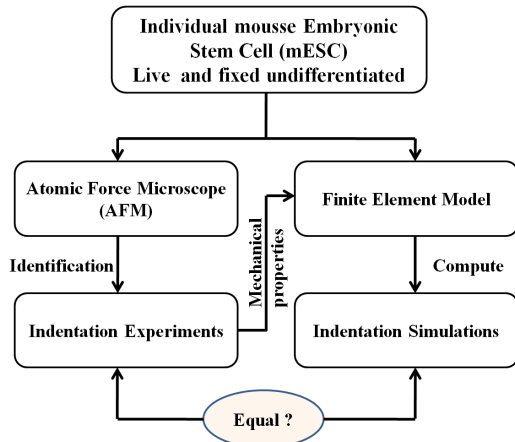 Individual mousse Embryonic
Stem Cell (mESC)
Live and fixed undifferentiated
Atomic Force Microscope
(AFM)
Finite Element Model
Identification
Mechanical
properties
Compute
Indentation Experiments
Indentation Simulations
Equal ?